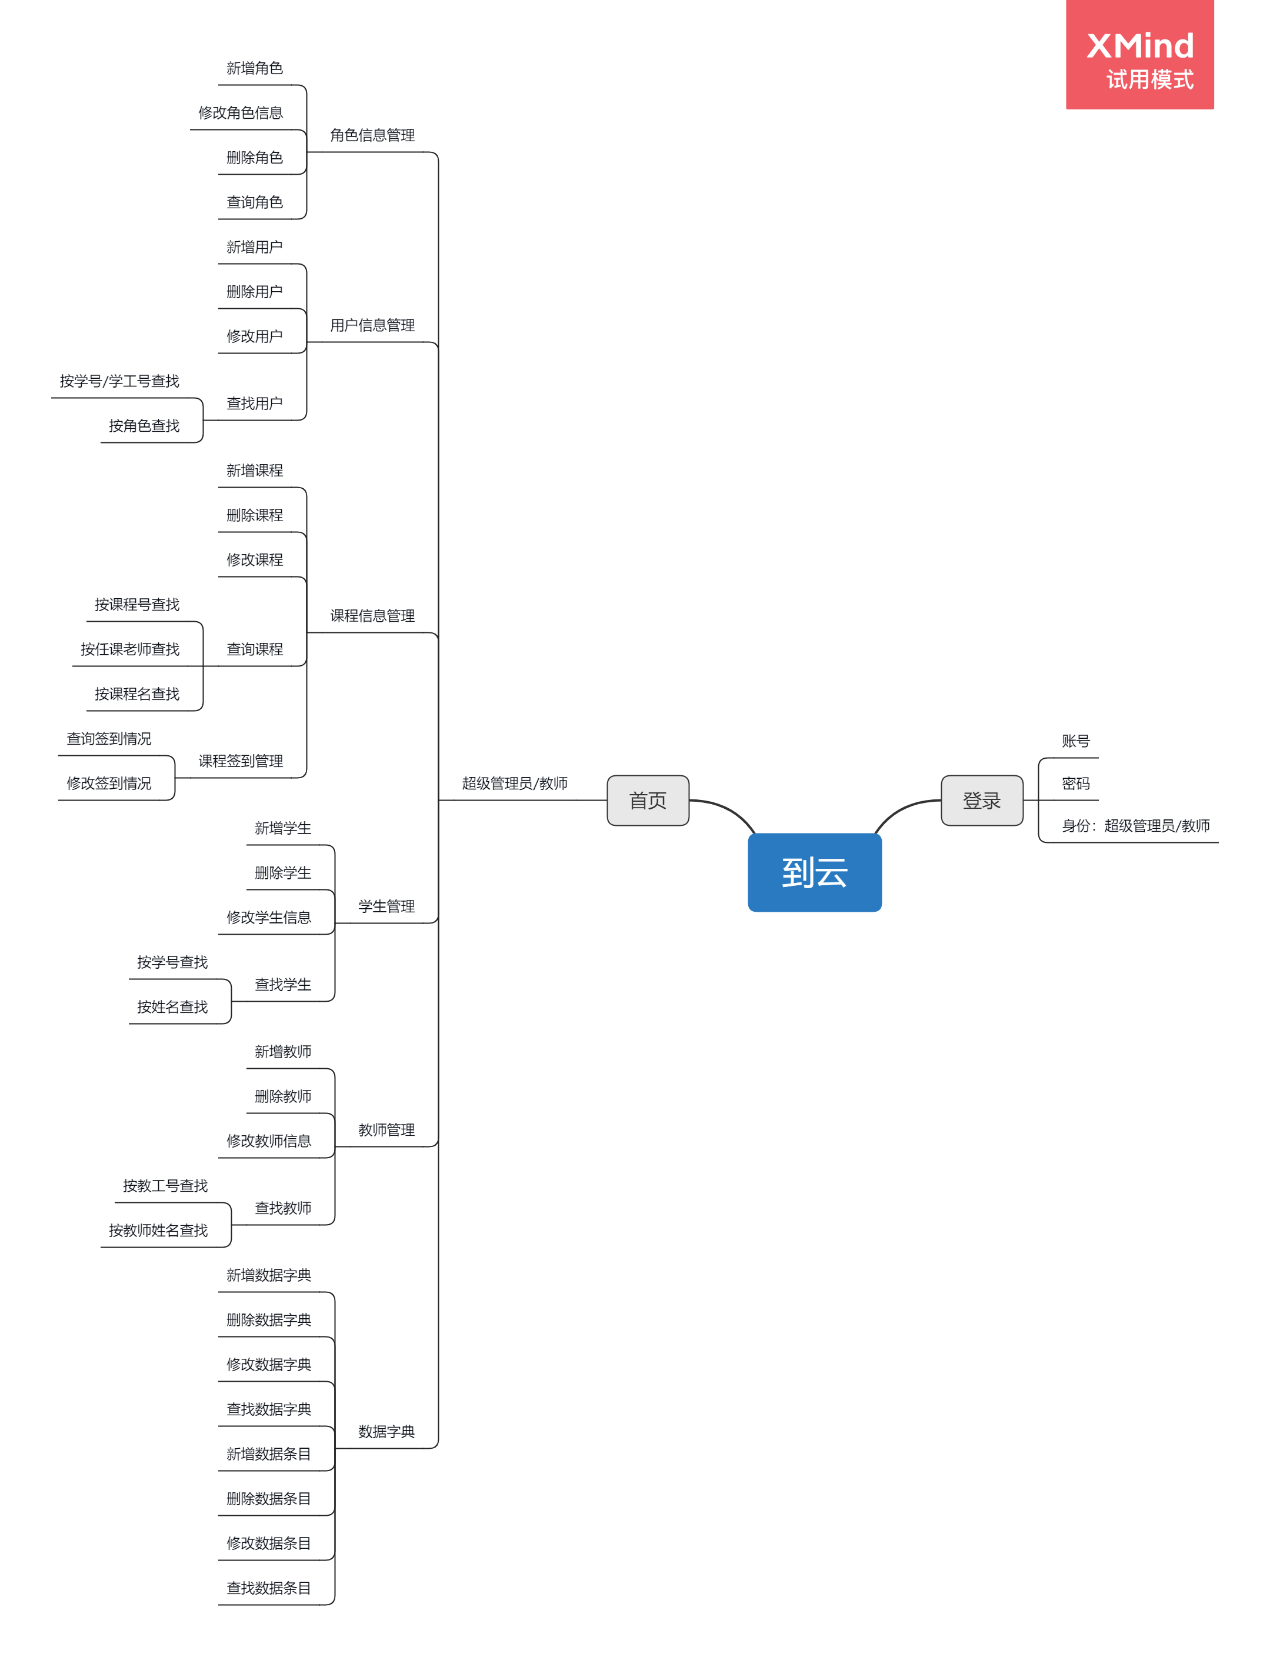 XMind
试用模式
新增角色
修改角色信息
角色信息管理
删除角色
查询角色
新增用户
删除用户
用户信息管理
修改用户
按学号/学工号查找
查找用户
按角色查找
新增课程
删除课程
修改课程
按课程号查找
课程信息管理
按任课老师查找
查询课程
按课程名查找
查询签到情况
课程签到管理
修改签到情况
超级管理员/教师
首页
登录
账号
密码
身份：超级管理员/教师
到云
新增学生
删除学生
学生管理
修改学生信息
按学号查找
查找学生
按姓名查找
新增教师
删除教师
教师管理
修改教师信息
按教工号查找
查找教师
按教师姓名查找
新增数据字典
删除数据字典
修改数据字典
查找数据字典
数据字典
新增数据条目
删除数据条目
修改数据条目
查找数据条目